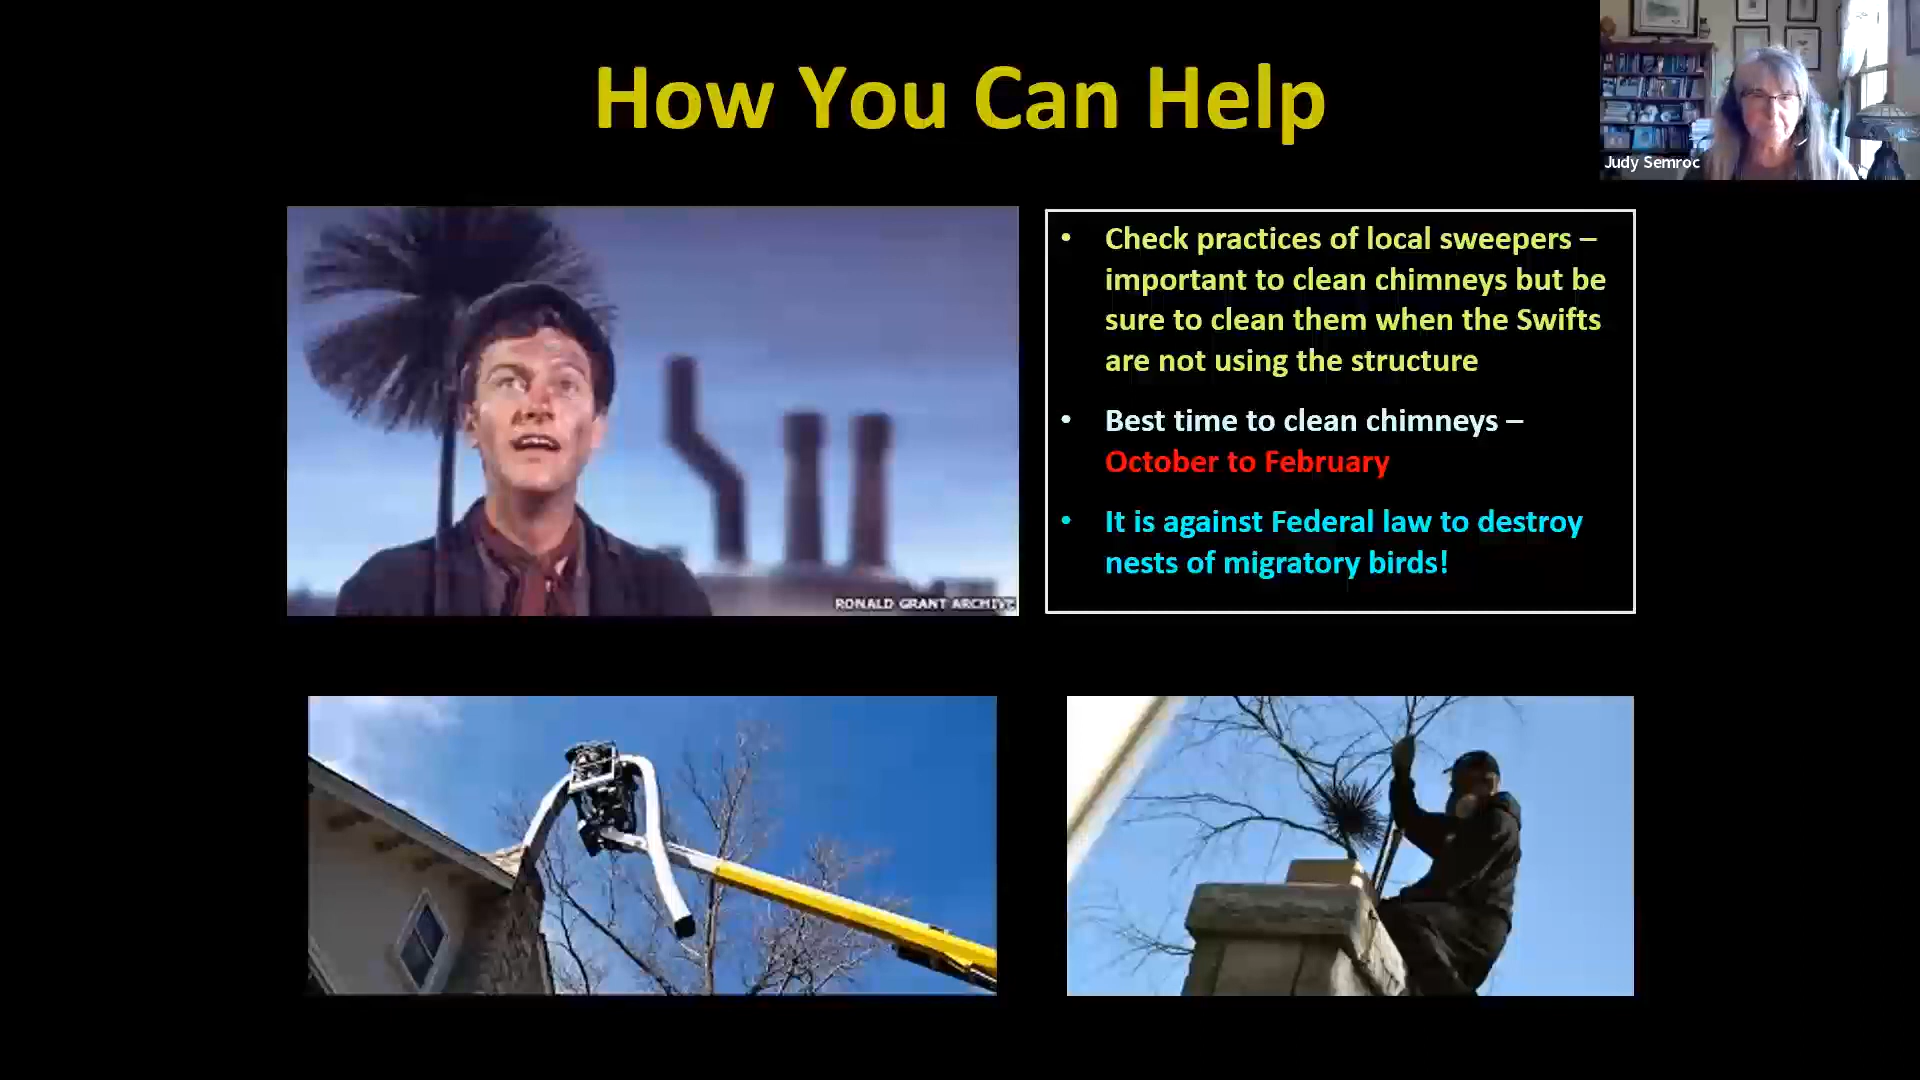 How You Can Help
Judy Semroc
• Check practices of local sweepers –
important to clean chimneys but be
sure to clean them when the Swifts
are not using the structure
• Best time to clean chimneys –
October to February
• It is against Federal law to destroy
nests of migratory birds!
RONALD GRANT ARCHIVE